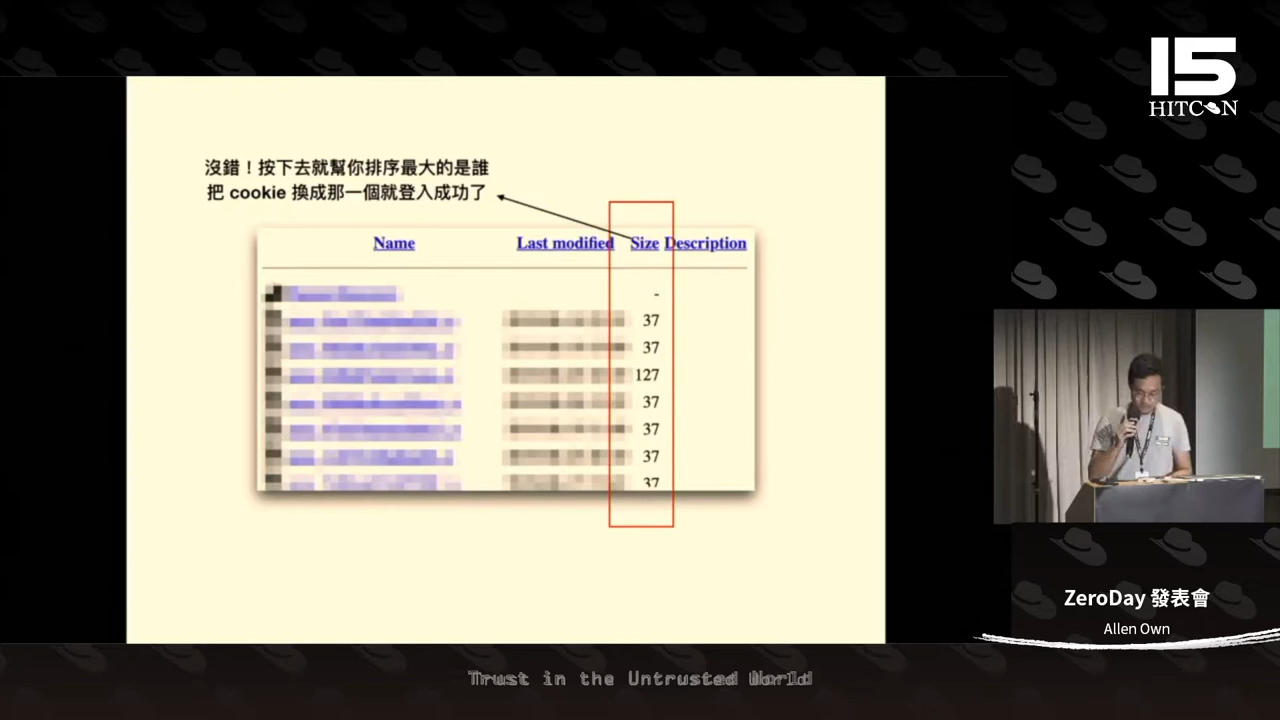 15
HITCON
沒錯！按下去就幫你排序最大的是誰
把 cookie 換成那一個就登入成功了
Name Last modified Size Description
-
37
37
127
37
37
37
37
ZeroDay 發表會
Allen Own
Trust in the Untrusted World